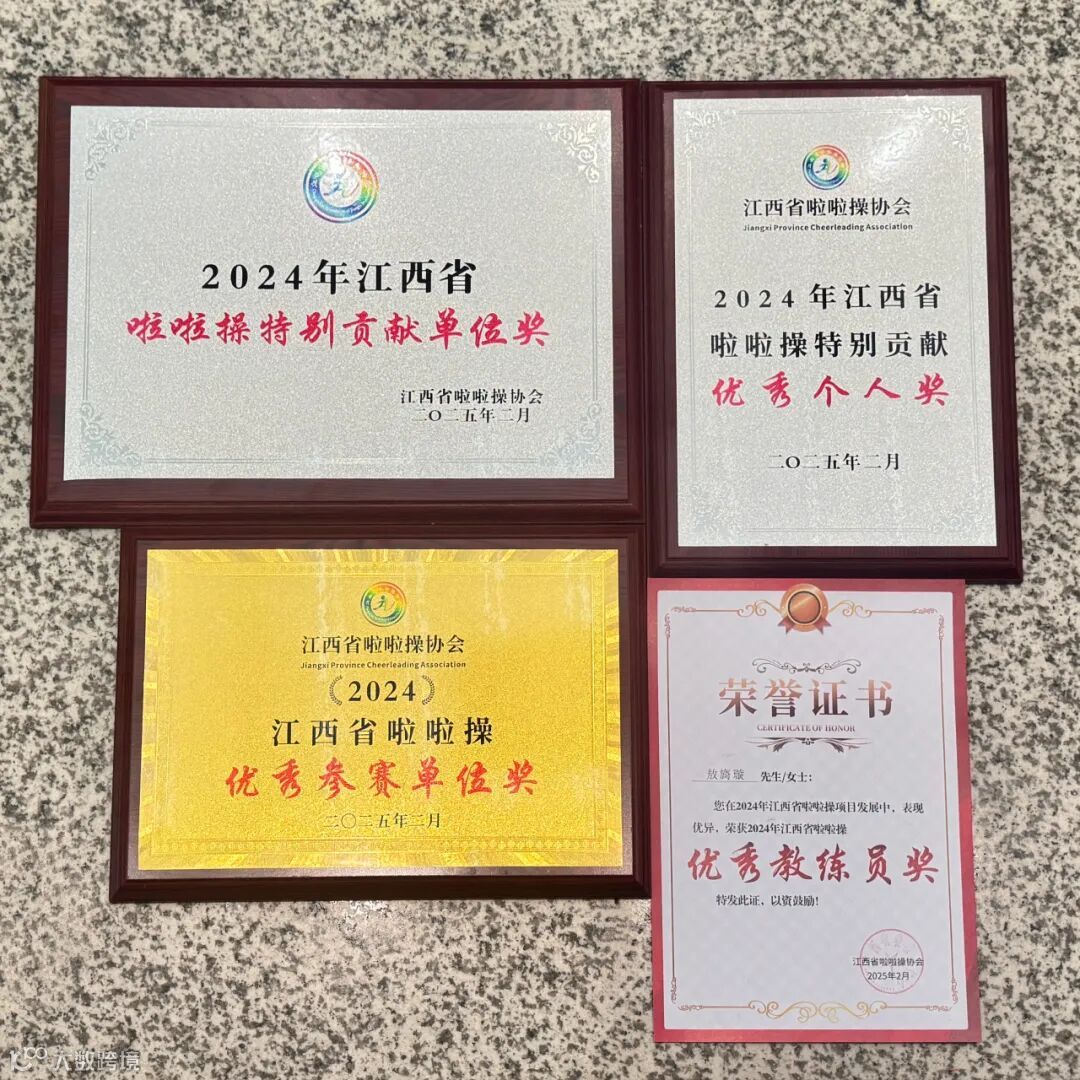 2024年江西省
啦啦操特别贡献单位奖
江西省啦啦操协会
二〇二五年二月
江西省啦啦操协会
Jiangxi Province Cheerleading Association
2024年江西省
啦啦操特别贡献
优秀个人奖
二〇二五年二月
江西省啦啦操协会
Jiangxi Province Cheerleading Association
2024
江西省啦啦操
优秀参赛单位奖
二〇二五年二月
荣誉证书
CERTIFICATE OF HONOR
敖旖璇 先生/女士：
您在2024年江西省啦啦操项目发展中，表现
优异，荣获2024年江西省啦啦操
优秀教练员奖
特发此证，以资鼓励！
江西省啦啦操协会
2025年2月
大数跨境